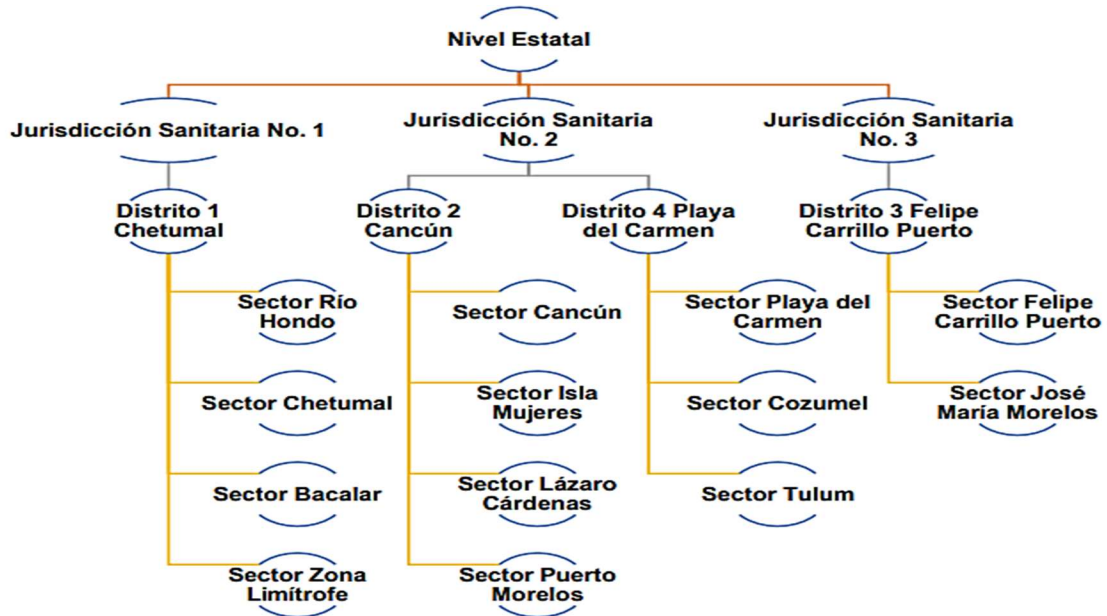 Nivel Estatal
Jurisdicción Sanitaria No. 1
Jurisdicción Sanitaria
No. 2
Jurisdicción Sanitaria
No. 3
Distrito 1
Chetumal
Distrito 2
Cancún
Distrito 4 Playa
del Carmen
Distrito 3 Felipe
Carrillo Puerto
Sector Río
Hondo
Sector Chetumal
Sector Bacalar
Sector Zona
Limítrofe
Sector Cancún
Sector Isla
Mujeres
Sector Lázaro
Cárdenas
Sector Puerto
Morelos
Sector Playa del
Carmen
Sector Cozumel
Sector Tulum
Sector Felipe
Carrillo Puerto
Sector José
María Morelos